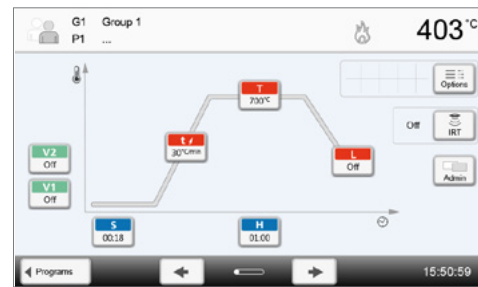 G1 Group 1
P1 ...
403°C
Options
T
700°C
Off
IRT
t
30°C/min
V2
Off
L
Off
Admin
V1
Off
S
00:18
H
01:00
Programs
15:50:59